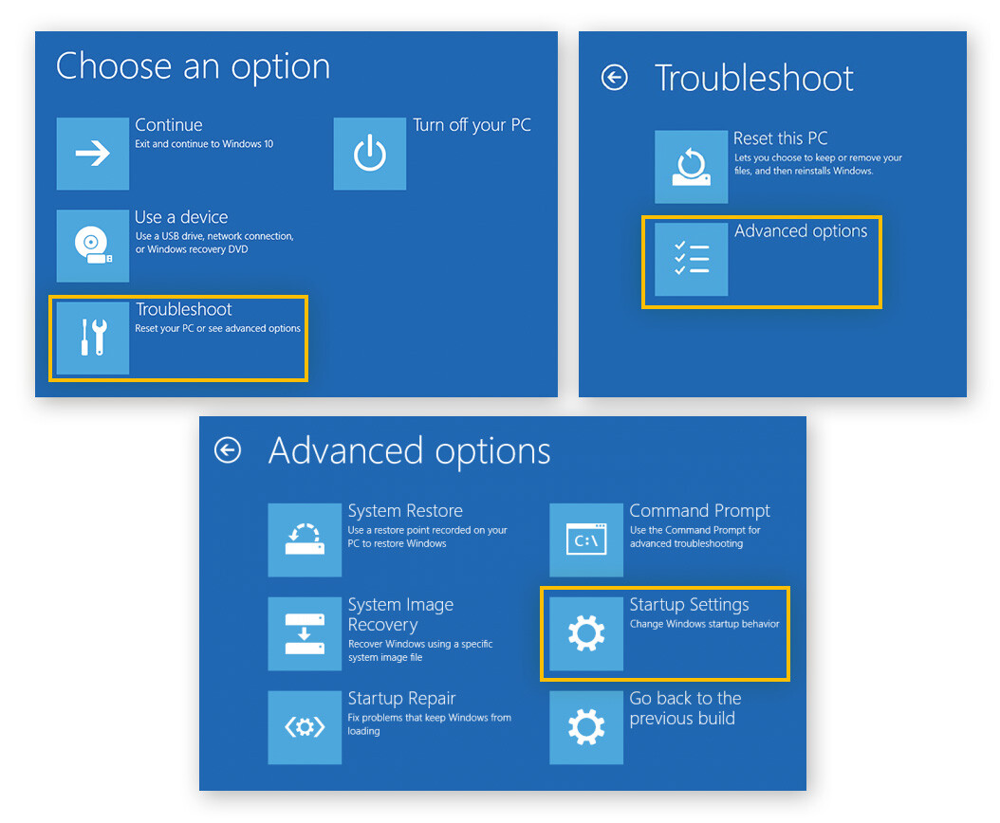 Choose an option
Continue
Exit and continue to Windows 10
Turn off your PC
Use a device
Use a USB drive, network connection,
or Windows recovery DVD
Troubleshoot
Reset your PC or see advanced options
Troubleshoot
Reset this PC
Lets you choose to keep or remove your
files, and then reinstalls Windows.
Advanced options
Advanced options
System Restore
Use a restore point recorded on your
PC to restore Windows
Command Prompt
Use the Command Prompt for
advanced troubleshooting
C:\
System Image
Recovery
Recover Windows using a specific
system image file
Startup Settings
Change Windows startup behavior
Startup Repair
Fix problems that keep Windows from
loading
Go back to the
previous build